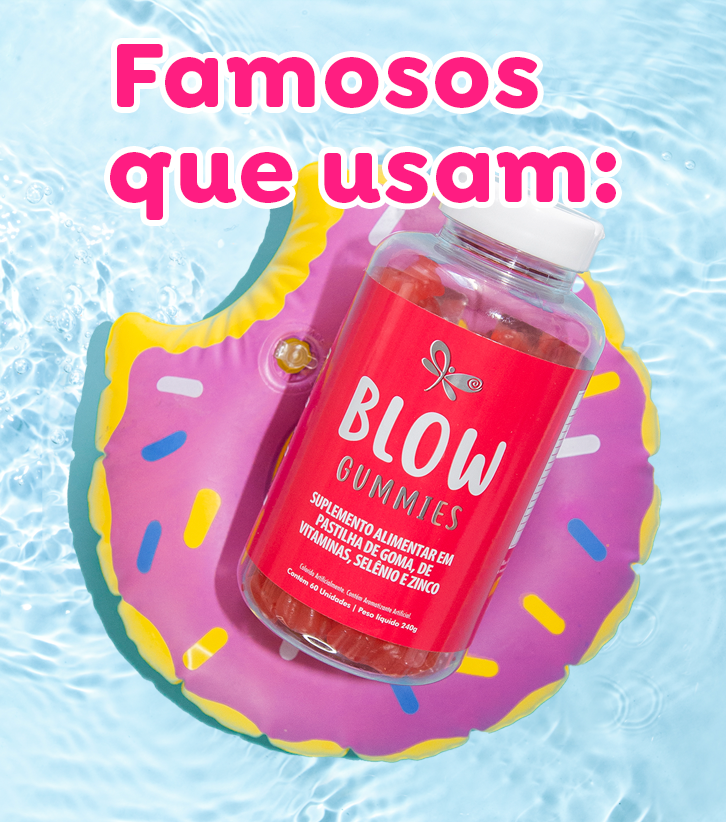 Famosos
que usam:
BLOW
GUMMIES
SUPLEMENTO ALIMENTAR EM
PASTILHA DE GOMA, DE
VITAMINAS, SELÊNIO E ZINCO
Colorido Artificialmente. Contém Aromatizante Artificial
Contém 60 Unidades | Peso líquido 240g